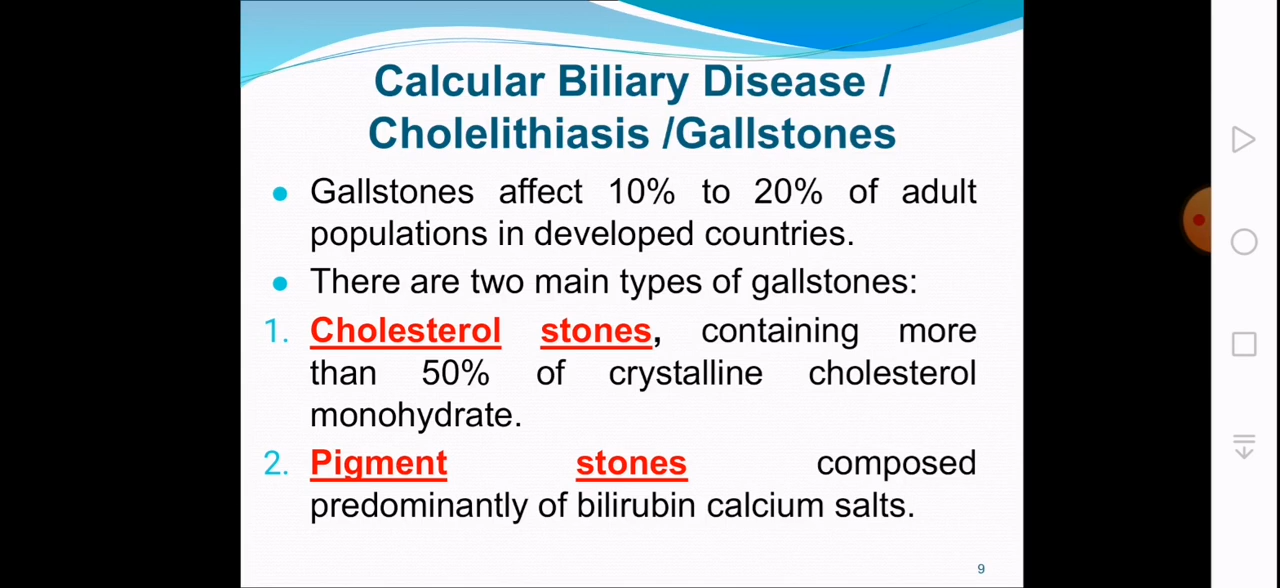 Calcular Biliary Disease /
Cholelithiasis /Gallstones
Gallstones affect 10% to 20% of adult
populations in developed countries.
There are two main types of gallstones:
1. Cholesterol stones, containing more
than 50% of crystalline cholesterol
monohydrate.
2. Pigment stones composed
predominantly of bilirubin calcium salts.
9